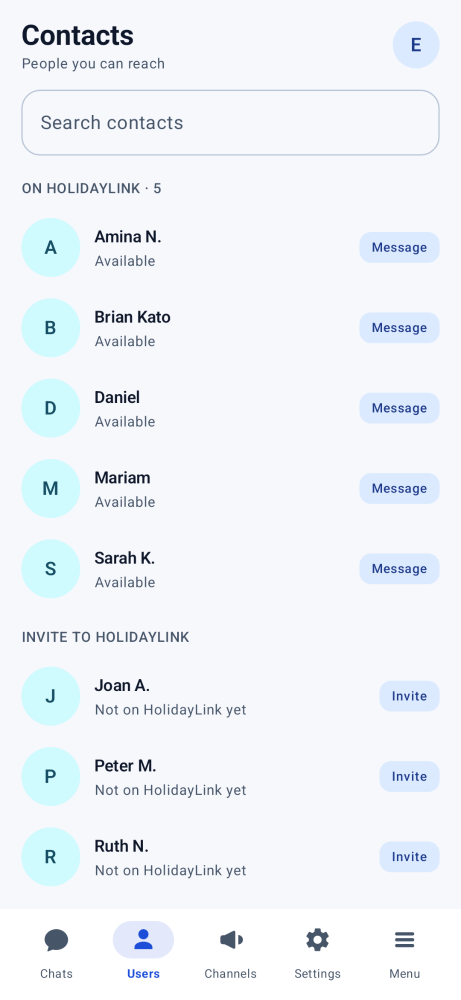 Contacts
People you can reach
E
Search contacts
ON HOLIDAYLINK · 5
A
Amina N.
Available
Message
B
Brian Kato
Available
Message
D
Daniel
Available
Message
M
Mariam
Available
Message
S
Sarah K.
Available
Message
INVITE TO HOLIDAYLINK
J
Joan A.
Not on HolidayLink yet
Invite
P
Peter M.
Not on HolidayLink yet
Invite
R
Ruth N.
Not on HolidayLink yet
Invite
Chats
Users
Channels
Settings
Menu